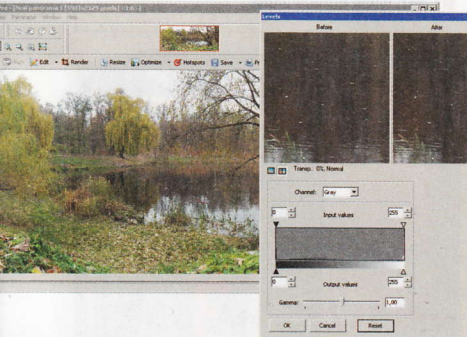 Levels
Edit
Render
Resize
Optimize
Hotspots
Save
Before
After
Transp.: 0%, Normal
Channel: Gray
0
Input values
255
0
Output values
255
Gamma:
1,00
OK
Cancel
Reset